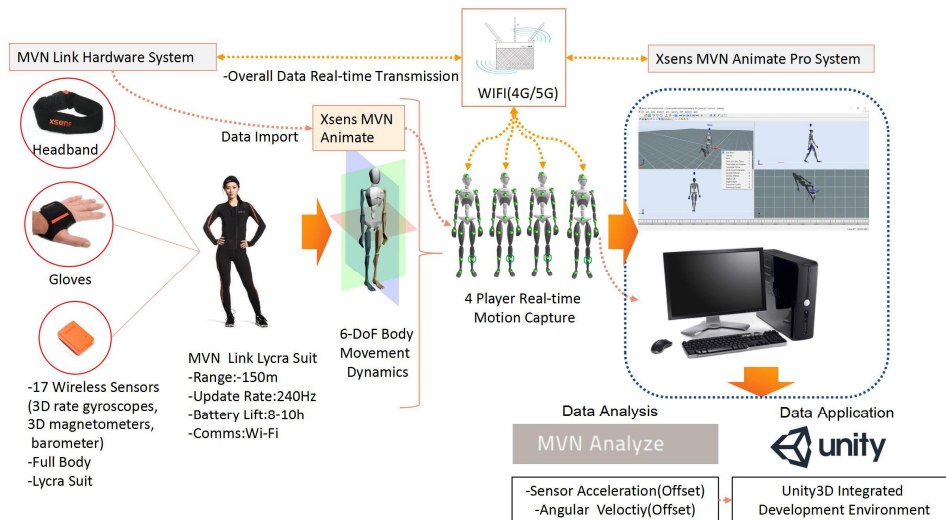 MVN Link Hardware System
-Overall Data Real-time Transmission
WIFI(4G/5G)
Xsens MVN Animate Pro System
xsens
Headband
Data Import
Xsens MVN
Animate
Gloves
4 Player Real-time
Motion Capture
6-DoF Body
Movement
Dynamics
MVN Link Lycra Suit
-Range:-150m
-Update Rate:240Hz
-Battery Lift:8-10h
-Comms:Wi-Fi
-17 Wireless Sensors
(3D rate gyroscopes,
3D magnetometers,
barometer)
-Full Body
-Lycra Suit
Data Analysis
MVN Analyze
Data Application
unity
-Sensor Acceleration(Offset)
-Angular Veloctiy(Offset)
Unity3D Integrated
Development Environment